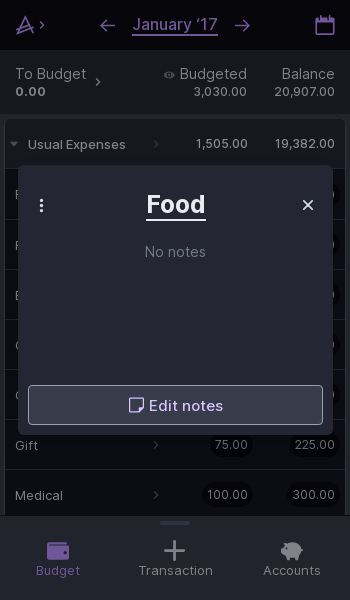 January ‘17
To Budget
0.00
Budgeted
3,030.00
Balance
20,907.00
Usual Expenses
1,505.00
19,382.00
Food
No notes
Edit notes
Gift
75.00
225.00
Medical
100.00
300.00
Budget
Transaction
Accounts